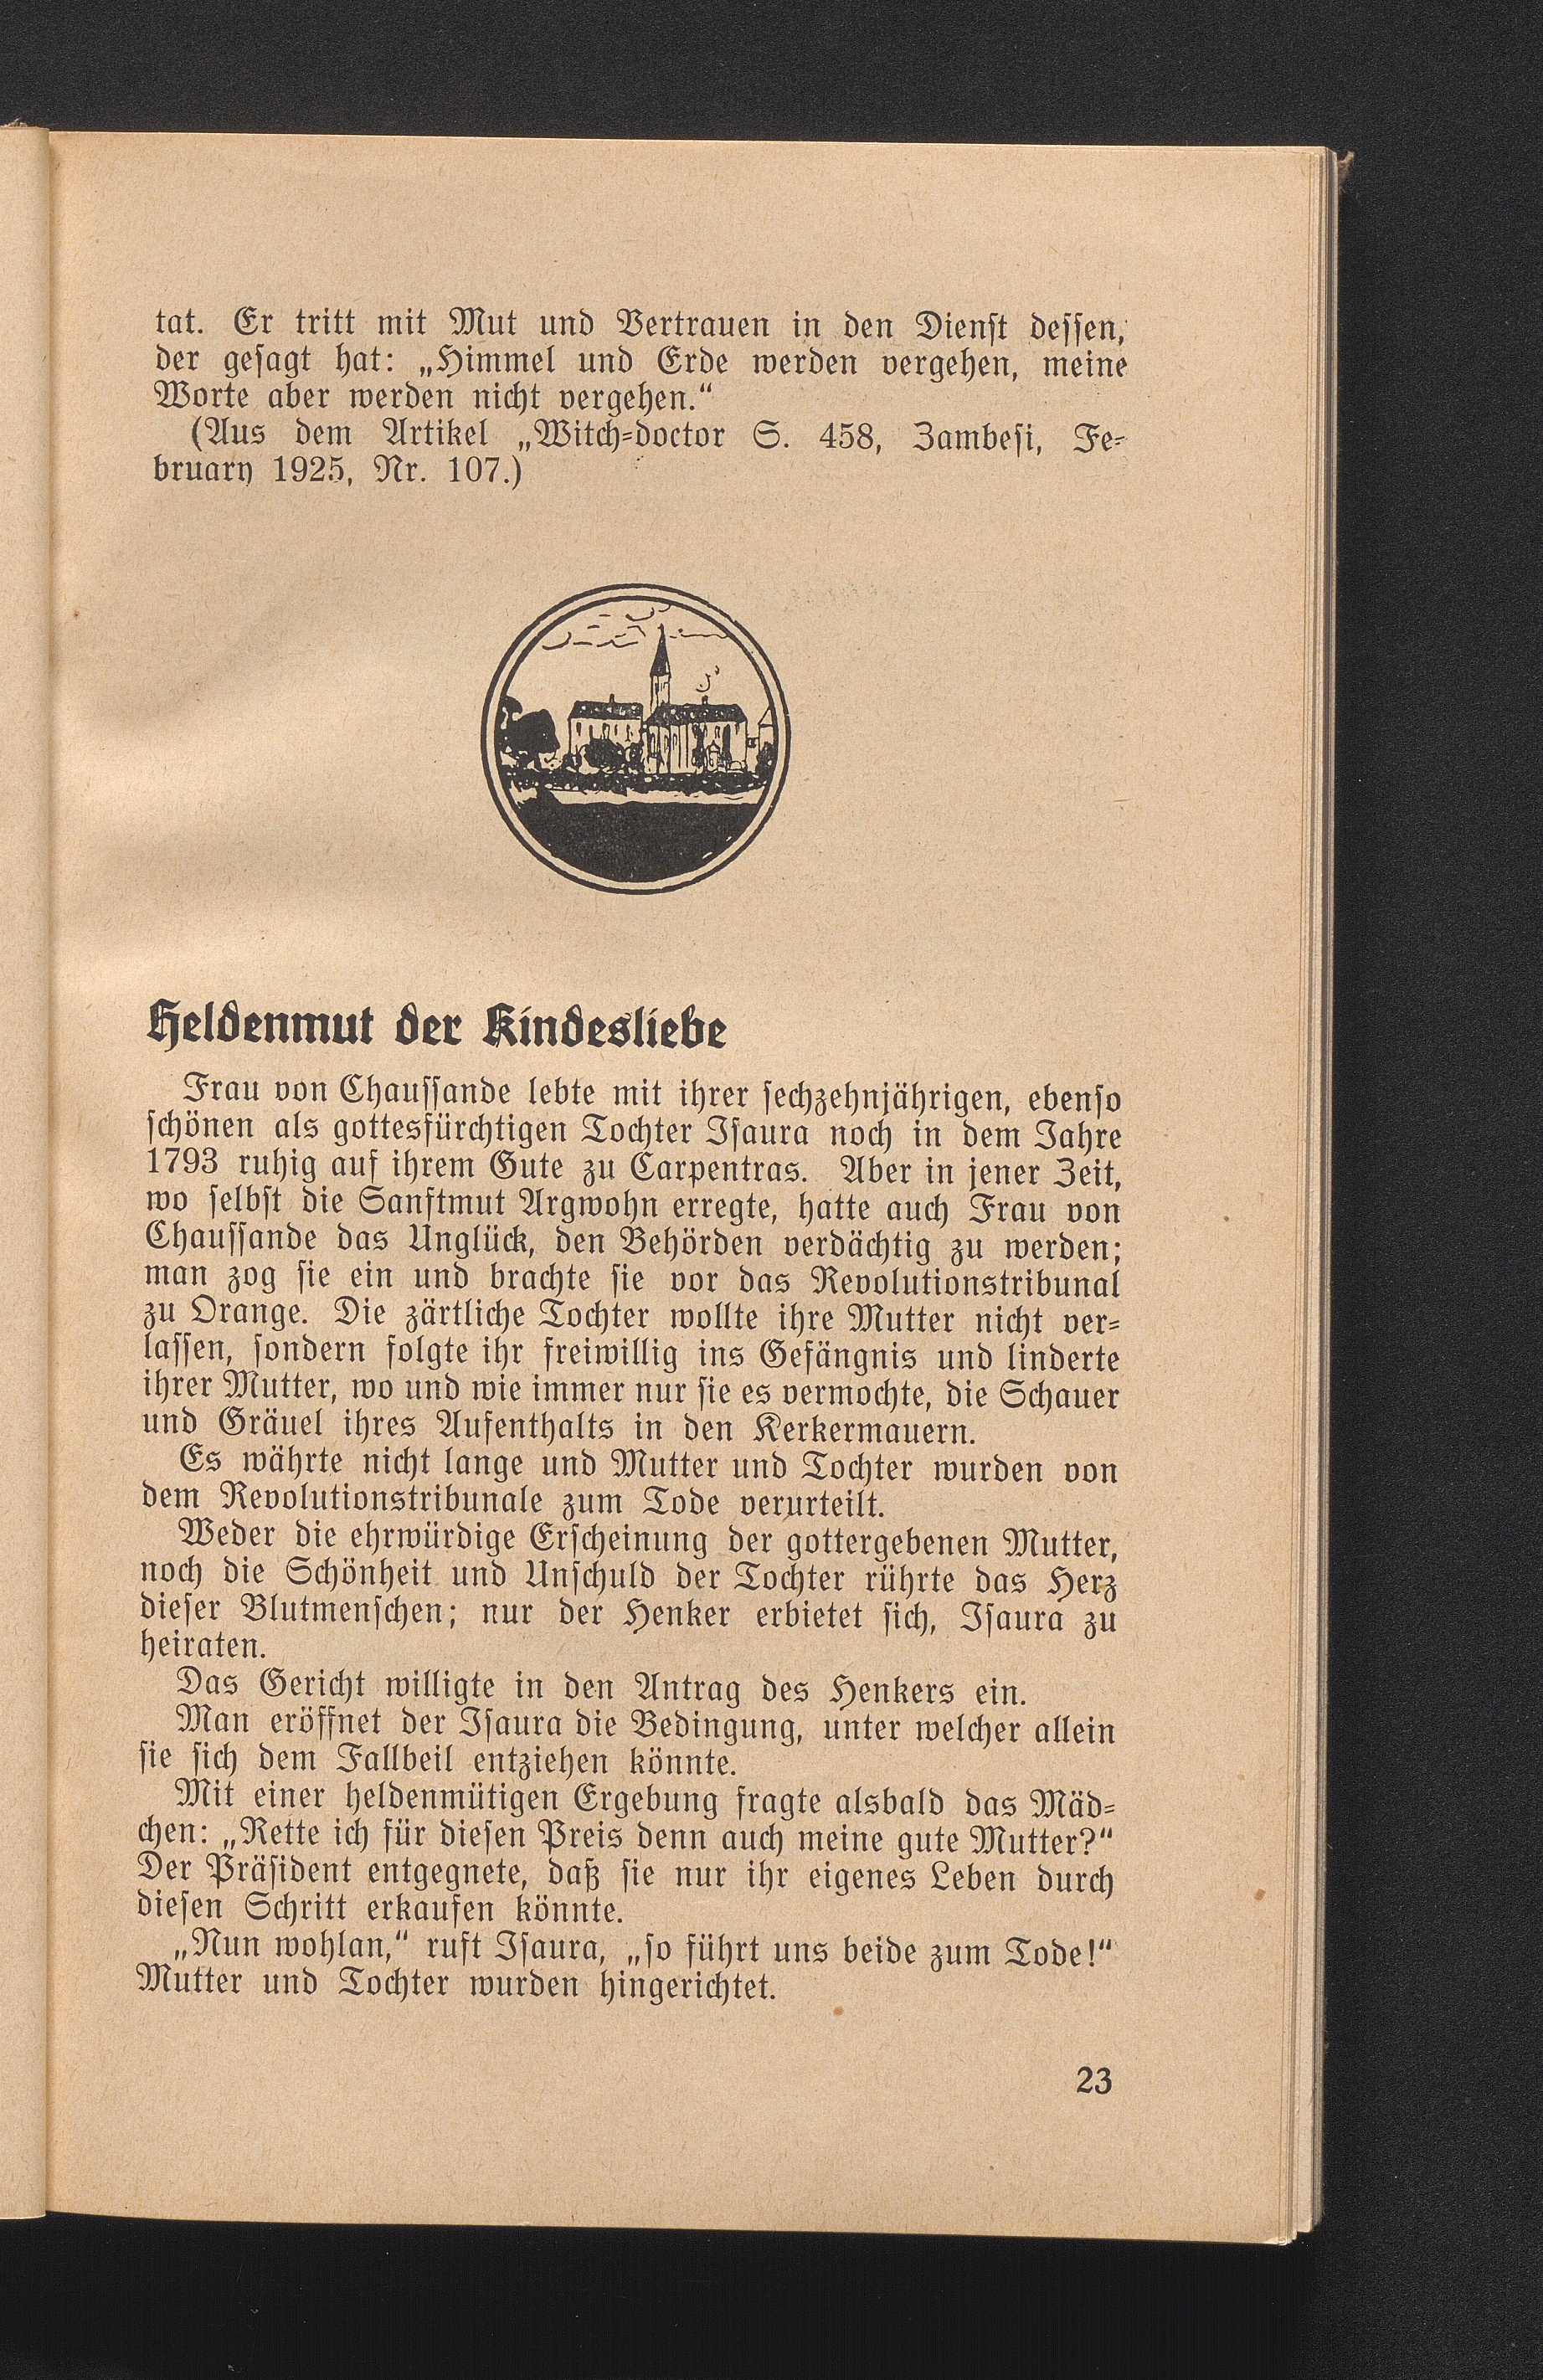 tat. Er tritt mit Mut und Vertrauen in den Dienst dessen,
der gesagt hat: „Himmel und Erde werden vergehen, meine
Worte aber werden nicht vergehen.“
(Aus dem Artikel „Witch-doctor S. 458, Zambesi, Fe-
bruary 1925, Nr. 107.)
Heldenmut der Kindesliebe
Frau von Chaussande lebte mit ihrer sechzehnjährigen, ebenso
schönen als gottesfürchtigen Tochter Isaura noch in dem Jahre
1793 ruhig auf ihrem Gute zu Carpentras. Aber in jener Zeit,
wo selbst die Sanftmut Argwohn erregte, hatte auch Frau von
Chaussande das Unglück, den Behörden verdächtig zu werden;
man zog sie ein und brachte sie vor das Revolutionstribunal
zu Orange. Die zärtliche Tochter wollte ihre Mutter nicht ver-
lassen, sondern folgte ihr freiwillig ins Gefängnis und linderte
ihrer Mutter, wo und wie immer nur sie es vermochte, die Schauer
und Gräuel ihres Aufenthalts in den Kerkermauern.
Es währte nicht lange und Mutter und Tochter wurden von
dem Revolutionstribunale zum Tode verurteilt.
Weder die ehrwürdige Erscheinung der gottergebenen Mutter,
noch die Schönheit und Unschuld der Tochter rührte das Herz
dieser Blutmenschen; nur der Henker erbietet sich, Isaura zu
heiraten.
Das Gericht willigte in den Antrag des Henkers ein.
Man eröffnet der Isaura die Bedingung, unter welcher allein
sie sich dem Fallbeil entziehen könnte.
Mit einer heldenmütigen Ergebung fragte alsbald das Mäd-
chen: „Rette ich für diesen Preis denn auch meine gute Mutter?“
Der Präsident entgegnete, daß sie nur ihr eigenes Leben durch
diesen Schritt erkaufen könnte.
„Nun wohlan,“ ruft Isaura, „so führt uns beide zum Tode!“
Mutter und Tochter wurden hingerichtet.
23